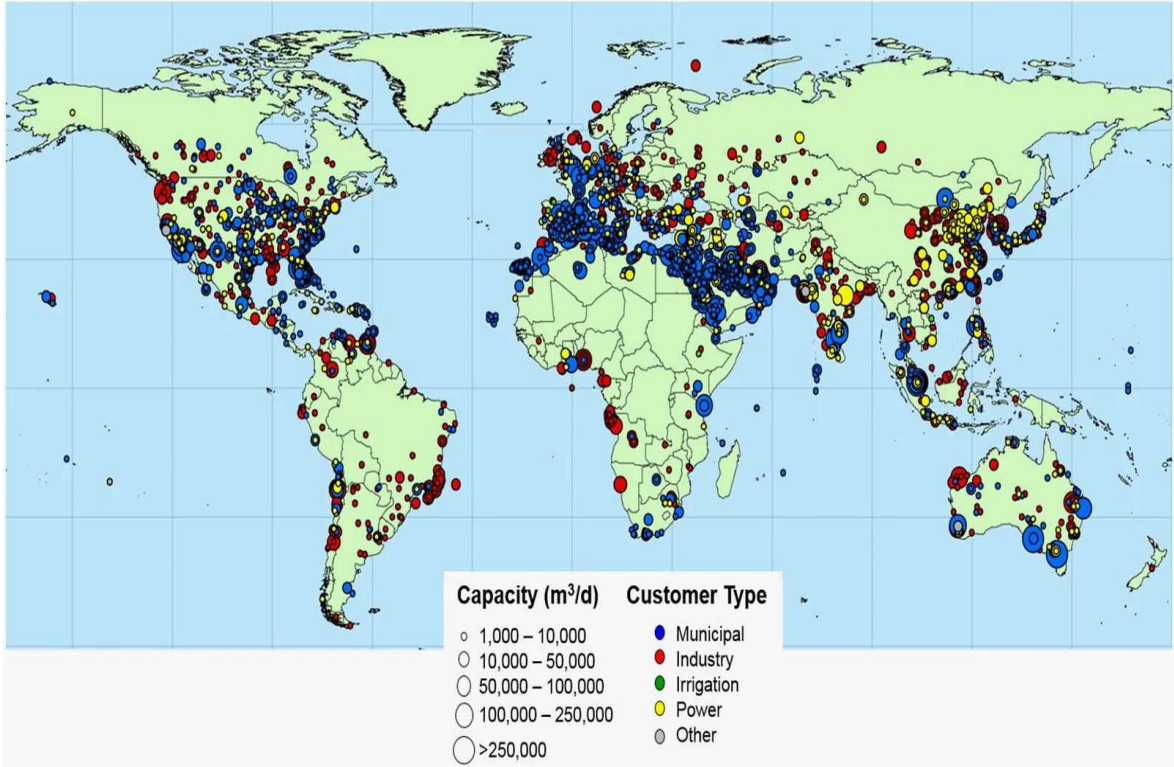 Capacity (m³/d)
1,000 – 10,000
10,000 – 50,000
50,000 – 100,000
100,000 – 250,000
>250,000
Customer Type
Municipal
Industry
Irrigation
Power
Other